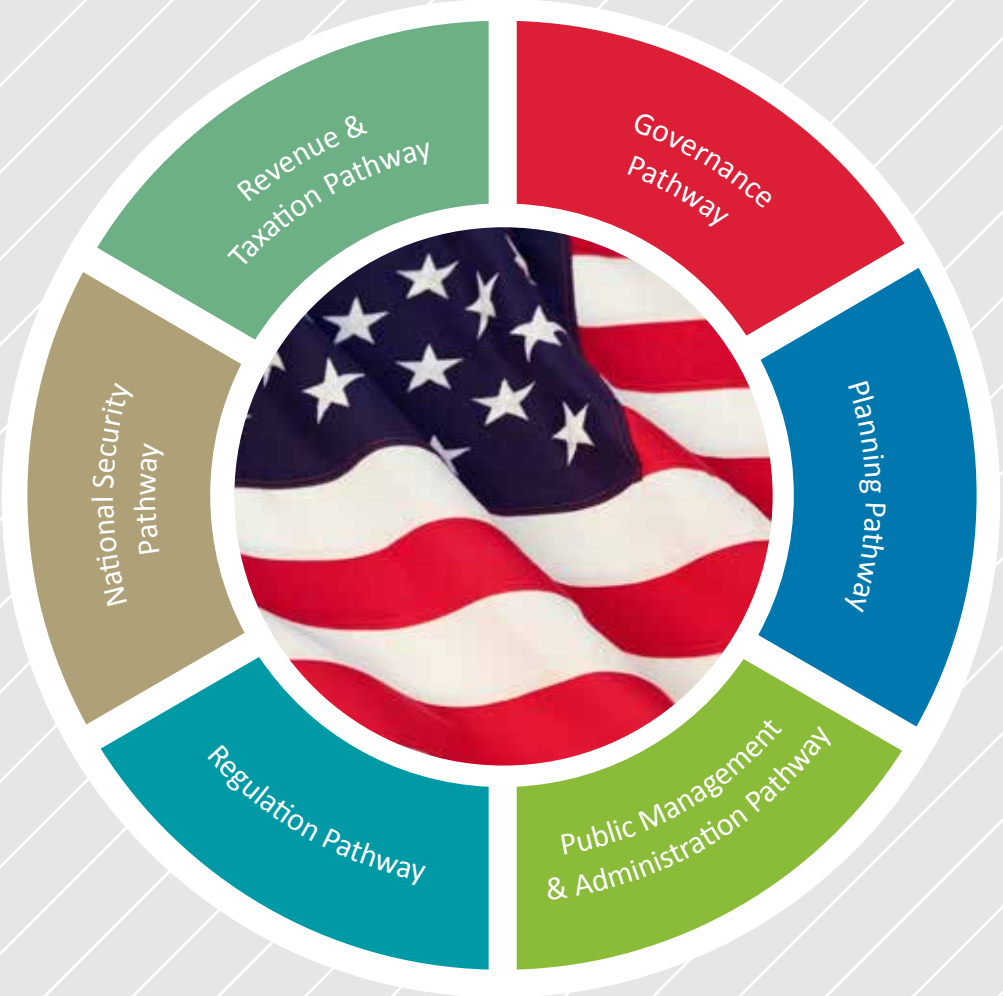 Revenue &
Taxation Pathway
Governance
Pathway
Planning Pathway
Public Management
& Administration Pathway
Regulation Pathway
National Security
Pathway